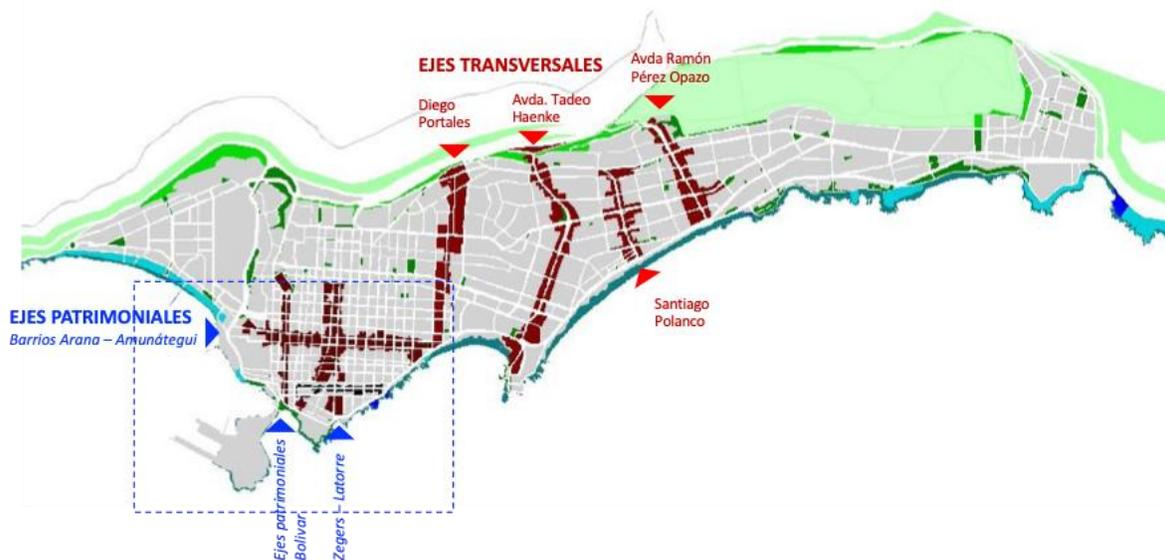 EJES TRANSVERSALES
Avda Ramón
Pérez Opazo
Diego
Portales
Avda. Tadeo
Haenke
Santiago
Polanco
EJES PATRIMONIALES
Barrios Arana – Amunátegui
Ejes patrimoniales
Bolivar
Zegers – Latorre